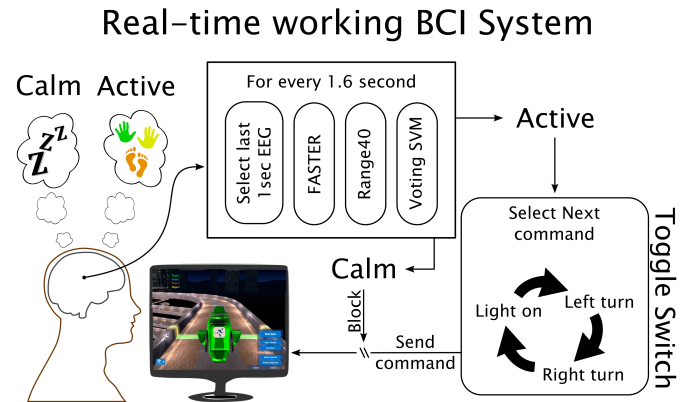 Real-time working BCI System
Calm
Active
Z z z
For every 1.6 second
Select last
1sec EEG
FASTER
Range40
Voting SVM
Active
Calm
Block
Send
command
Select Next
command
Light on
Left turn
Right turn
Toggle Switch